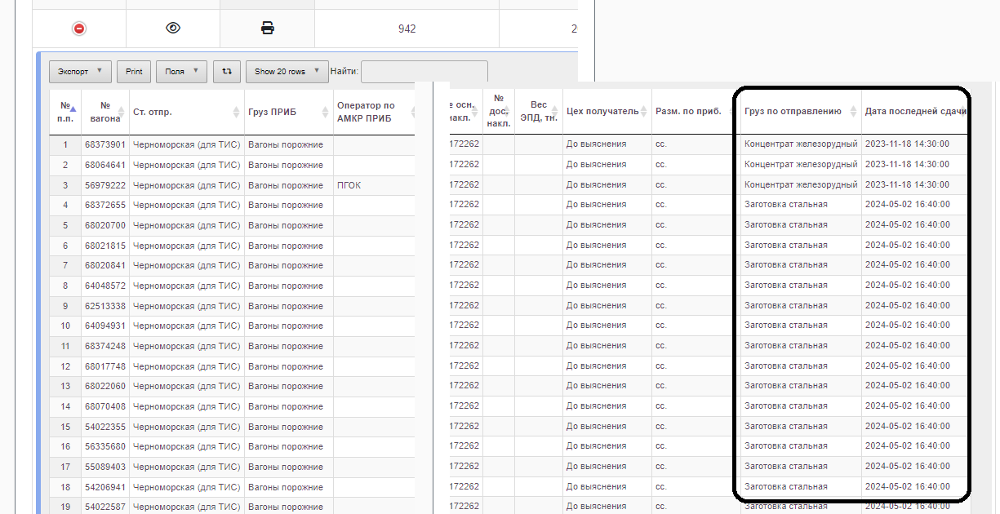 942 2
Экспорт Print Поля Show 20 rows Найти:
№ п.п. № вагона Ст. отпр. Груз ПРИБ Оператор по АМКР ПРИБ осн. накл. № дос. накл. Вес ЭПД, тн. Цех получатель Разм. по приб. Груз по отправлению Дата последней сдачи
1 68373901 Черноморская (для ТИС) Вагоны порожние 172262 До выяснения сс. Концентрат железорудный 2023-11-18 14:30:00
2 68064641 Черноморская (для ТИС) Вагоны порожние 172262 До выяснения сс. Концентрат железорудный 2023-11-18 14:30:00
3 56979222 Черноморская (для ТИС) Вагоны порожние ПГОК 172262 До выяснения сс. Концентрат железорудный 2023-11-18 14:30:00
4 68372655 Черноморская (для ТИС) Вагоны порожние 172262 До выяснения сс. Заготовка стальная 2024-05-02 16:40:00
5 68020700 Черноморская (для ТИС) Вагоны порожние 172262 До выяснения сс. Заготовка стальная 2024-05-02 16:40:00
6 68021815 Черноморская (для ТИС) Вагоны порожние 172262 До выяснения сс. Заготовка стальная 2024-05-02 16:40:00
7 68020841 Черноморская (для ТИС) Вагоны порожние 172262 До выяснения сс. Заготовка стальная 2024-05-02 16:40:00
8 64048572 Черноморская (для ТИС) Вагоны порожние 172262 До выяснения сс. Заготовка стальная 2024-05-02 16:40:00
9 62513338 Черноморская (для ТИС) Вагоны порожние 172262 До выяснения сс. Заготовка стальная 2024-05-02 16:40:00
10 64094931 Черноморская (для ТИС) Вагоны порожние 172262 До выяснения сс. Заготовка стальная 2024-05-02 16:40:00
11 68374248 Черноморская (для ТИС) Вагоны порожние 172262 До выяснения сс. Заготовка стальная 2024-05-02 16:40:00
12 68017748 Черноморская (для ТИС) Вагоны порожние 172262 До выяснения сс. Заготовка стальная 2024-05-02 16:40:00
13 68022060 Черноморская (для ТИС) Вагоны порожние 172262 До выяснения сс. Заготовка стальная 2024-05-02 16:40:00
14 68070408 Черноморская (для ТИС) Вагоны порожние 172262 До выяснения сс. Заготовка стальная 2024-05-02 16:40:00
15 54022355 Черноморская (для ТИС) Вагоны порожние 172262 До выяснения сс. Заготовка стальная 2024-05-02 16:40:00
16 56335680 Черноморская (для ТИС) Вагоны порожние 172262 До выяснения сс. Заготовка стальная 2024-05-02 16:40:00
17 55089403 Черноморская (для ТИС) Вагоны порожние 172262 До выяснения сс. Заготовка стальная 2024-05-02 16:40:00
18 54206941 Черноморская (для ТИС) Вагоны порожние 172262 До выяснения сс. Заготовка стальная 2024-05-02 16:40:00
19 54022587 Черноморская (для ТИС) Вагоны порожние 172262 До выяснения сс. Заготовка стальная 2024-05-02 16:40:00